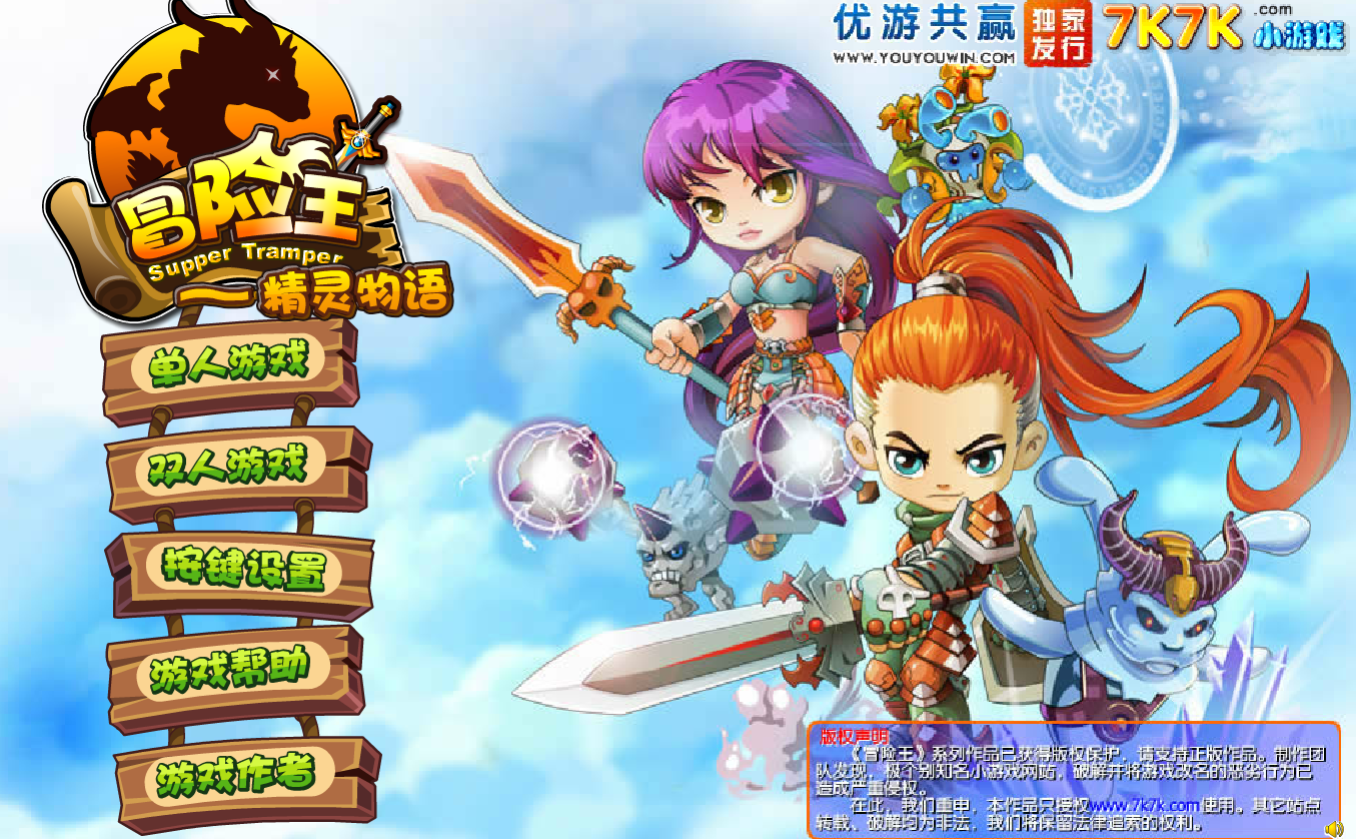 优游共赢
WWW.YOUYOUWIN.COM
独家
发行
7K7K
.com
小游戏
冒险王
Supper Tramper
精灵物语
单人游戏
双人游戏
按键设置
游戏帮助
游戏作者
版权声明
《冒险王》系列作品已获得版权保护，请支持正版作品。制作团
队发现，极个别知名小游戏网站，破解并将游戏改名的恶劣行为已
造成严重侵权。
在此，我们重申，本作品只授权www.7k7k.com使用。其它站点
转载、破解均为非法，我们将保留法律追索的权利。